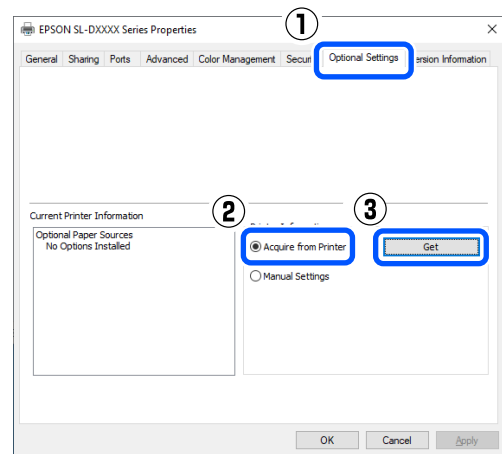 ①
EPSON SL-DXXXX Series Properties
General Sharing Ports Advanced Color Management Optional Settings Information
②
③
Current Printer Information
Optional Paper Sources
No Options Installed
Acquire from Printer
Get
Manual Settings
OK Cancel Apply